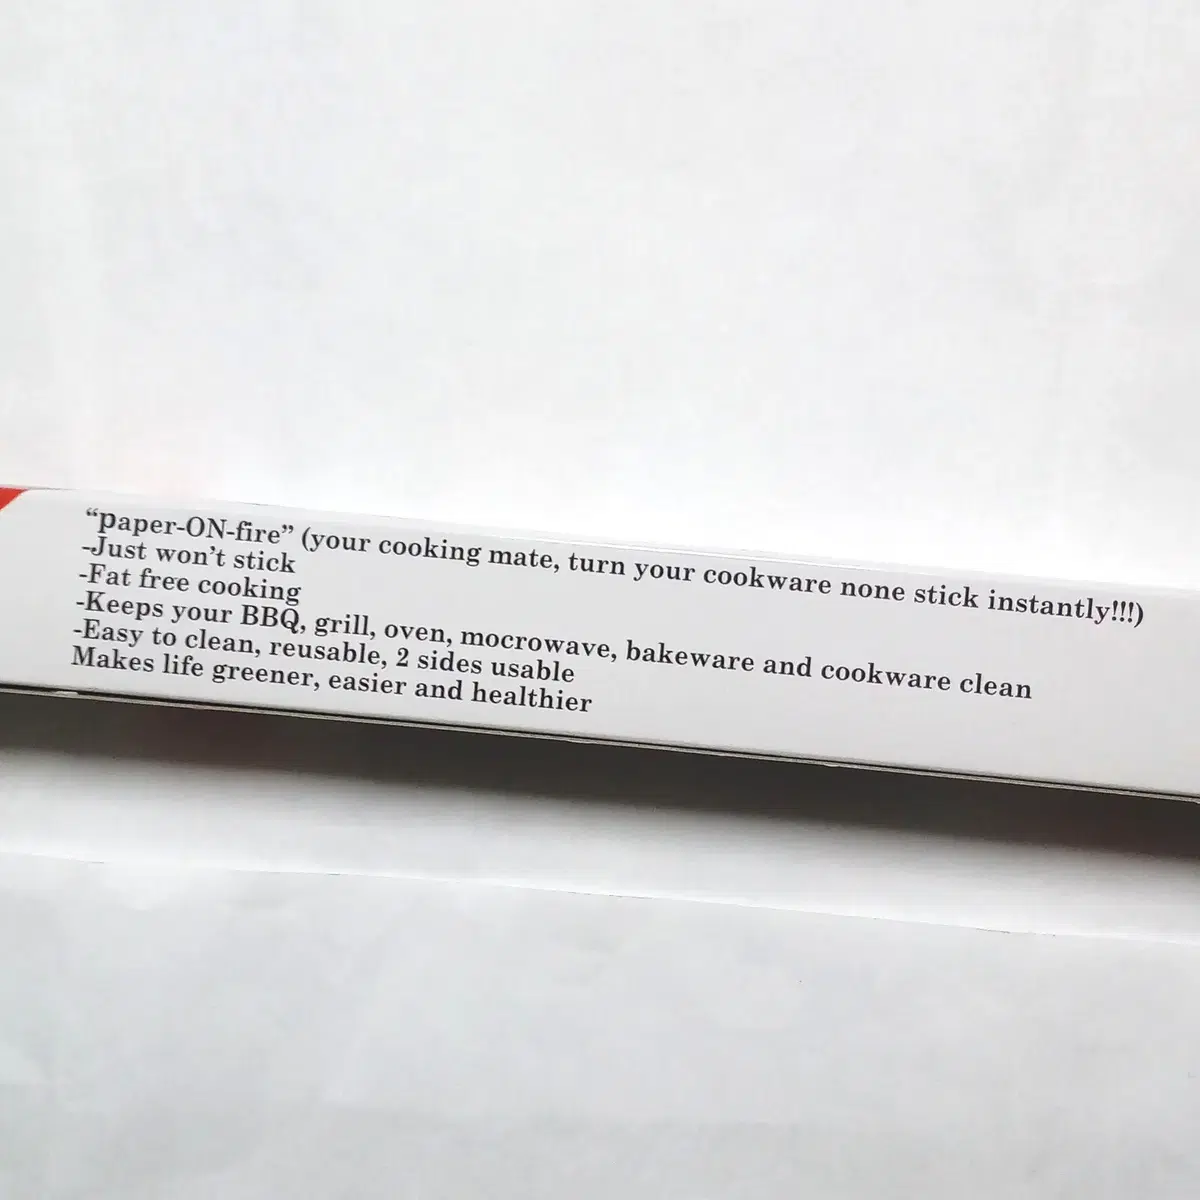 “paper-ON-fire” (your cooking mate, turn your cookware none stick instantly!!!)
-Just won’t stick
-Fat free cooking
-Keeps your BBQ, grill, oven, mocrowave, bakeware and cookware clean
-Easy to clean, reusable, 2 sides usable
Makes life greener, easier and healthier